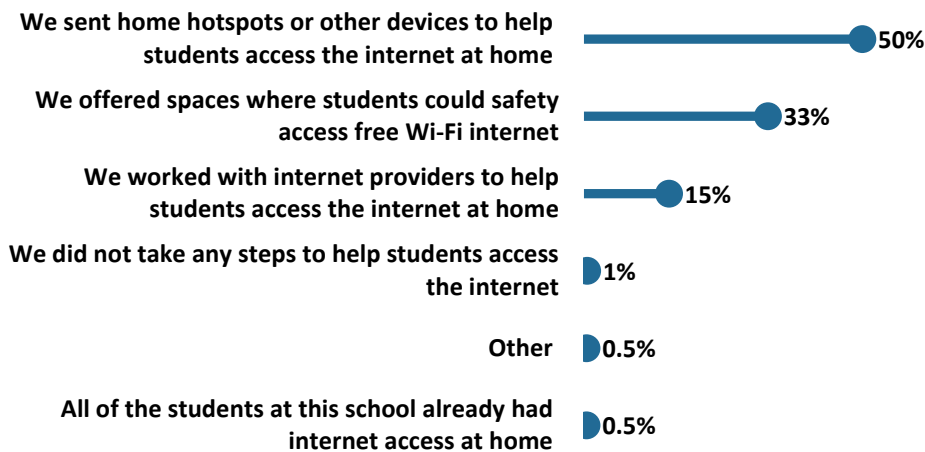 We sent home hotspots or other devices to help
students access the internet at home
50%
We offered spaces where students could safety
access free Wi-Fi internet
33%
We worked with internet providers to help
students access the internet at home
15%
We did not take any steps to help students access
the internet
1%
Other
0.5%
All of the students at this school already had
internet access at home
0.5%